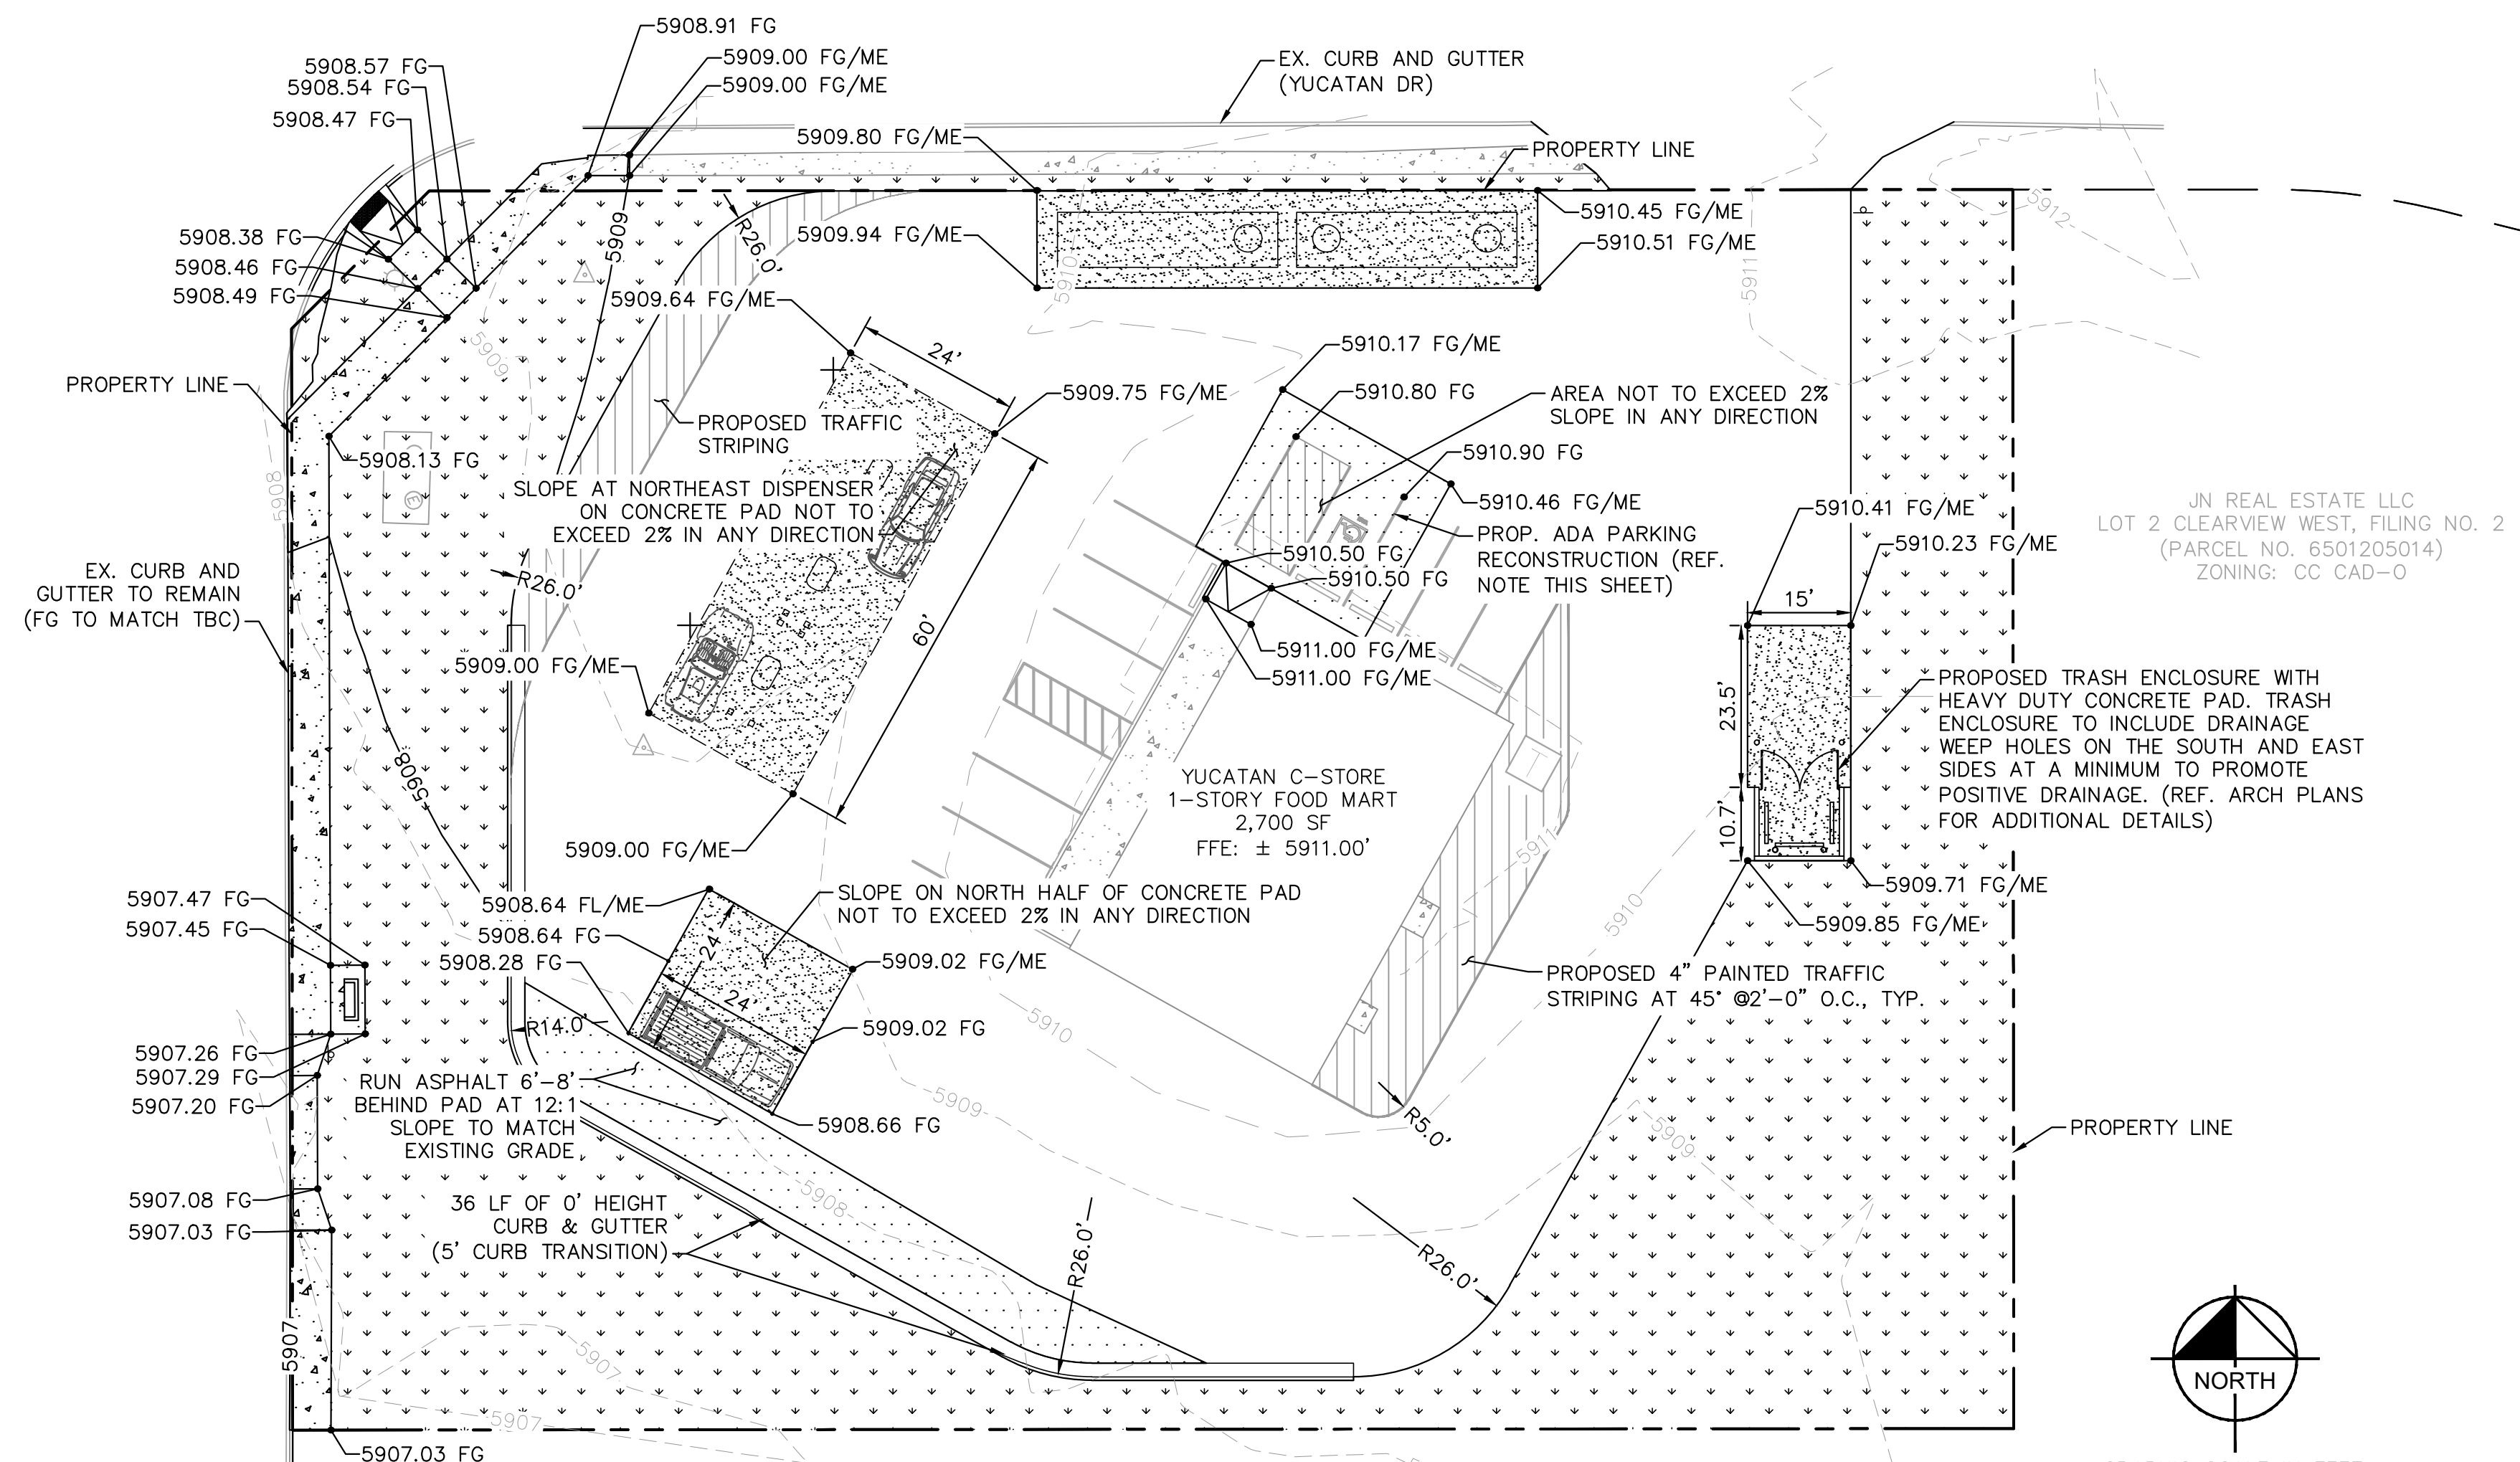 5908.91 FG
5909.00 FG/ME
5909.00 FG/ME
5908.57 FG
5908.54 FG
5908.47 FG
EX. CURB AND GUTTER
(YUCATAN DR)
5909.80 FG/ME
PROPERTY LINE
5912
5908.38 FG
5908.46 FG
5908.49 FG
5909
R26.0'
5909.94 FG/ME
5910
5910.45 FG/ME
5910.51 FG/ME
5911
5909.64 FG/ME
5909
24'
5910.17 FG/ME
PROPERTY LINE
5909.75 FG/ME
5910.80 FG
AREA NOT TO EXCEED 2%
SLOPE IN ANY DIRECTION
PROPOSED TRAFFIC
STRIPING
5908.13 FG
5910.90 FG
5908
E
SLOPE AT NORTHEAST DISPENSER
ON CONCRETE PAD NOT TO
EXCEED 2% IN ANY DIRECTION
5910.46 FG/ME
5910.41 FG/ME
JN REAL ESTATE LLC
LOT 2 CLEARVIEW WEST, FILING NO. 2
(PARCEL NO. 6501205014)
ZONING: CC CAD-O
PROP. ADA PARKING
RECONSTRUCTION (REF.
NOTE THIS SHEET)
5910.50 FG
5910.50 FG
5910.23 FG/ME
EX. CURB AND
GUTTER TO REMAIN
(FG TO MATCH TBC)
R26.0'
60'
15'
5909.00 FG/ME
5911.00 FG/ME
5911.00 FG/ME
23.5'
PROPOSED TRASH ENCLOSURE WITH
HEAVY DUTY CONCRETE PAD. TRASH
ENCLOSURE TO INCLUDE DRAINAGE
WEEP HOLES ON THE SOUTH AND EAST
SIDES AT A MINIMUM TO PROMOTE
POSITIVE DRAINAGE. (REF. ARCH PLANS
FOR ADDITIONAL DETAILS)
5908
YUCATAN C-STORE
1-STORY FOOD MART
2,700 SF
FFE: ± 5911.00'
5911
10.7'
5909.00 FG/ME
5907.47 FG
5907.45 FG
5908.64 FL/ME
5908.64 FG
5908.28 FG
SLOPE ON NORTH HALF OF CONCRETE PAD
NOT TO EXCEED 2% IN ANY DIRECTION
24'
24'
5909.02 FG/ME
5910
5909.71 FG/ME
5909.85 FG/ME
PROPOSED 4" PAINTED TRAFFIC
STRIPING AT 45° @2'-0" O.C., TYP.
R14.0'
5909.02 FG
5910
5907.26 FG
5907.29 FG
5907.20 FG
RUN ASPHALT 6'-8'
BEHIND PAD AT 12:1
SLOPE TO MATCH
EXISTING GRADE
5908.66 FG
5909
R5.0'
5909
PROPERTY LINE
5907.08 FG
5907.03 FG
36 LF OF 0' HEIGHT
CURB & GUTTER
(5' CURB TRANSITION)
5908
R26.0'
R26.0'
5907
5907
5907
5907.03 FG
NORTH